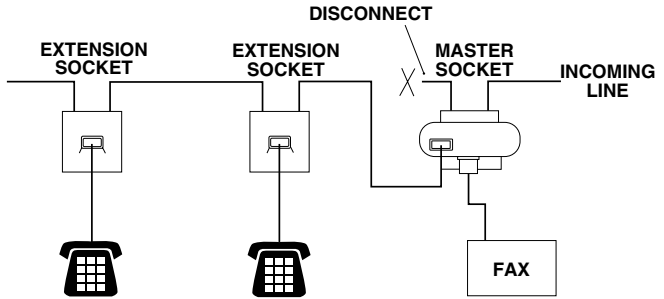 DISCONNECT
EXTENSION
SOCKET
EXTENSION
SOCKET
MASTER
SOCKET
INCOMING
LINE
FAX